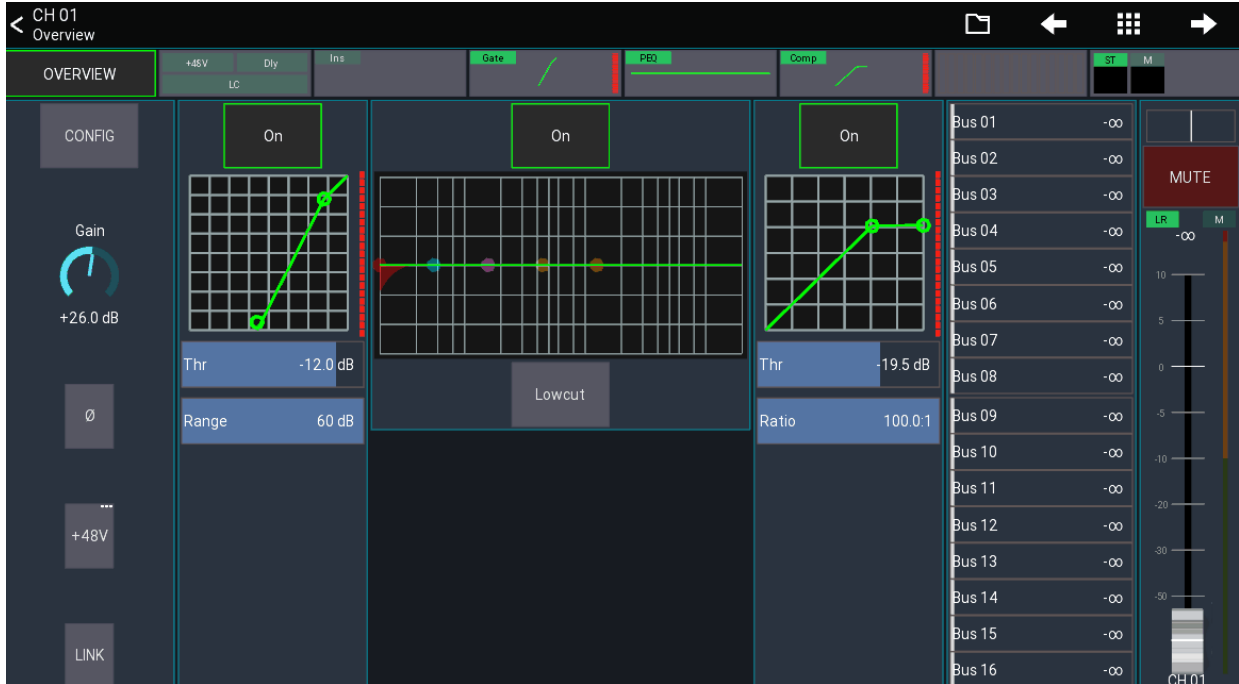 CH 01
Overview
OVERVIEW
+48V Dly
LC
Ins
Gate
PEQ
Comp
ST M
CONFIG
Gain
+26.0 dB
Ø
+48V
LINK
On
Thr -12.0 dB
Range 60 dB
On
Lowcut
On
Thr -19.5 dB
Ratio 100.0:1
Bus 01 -∞
Bus 02 -∞
Bus 03 -∞
Bus 04 -∞
Bus 05 -∞
Bus 06 -∞
Bus 07 -∞
Bus 08 -∞
Bus 09 -∞
Bus 10 -∞
Bus 11 -∞
Bus 12 -∞
Bus 13 -∞
Bus 14 -∞
Bus 15 -∞
Bus 16 -∞
MUTE
LR M
-∞
10
5
0
-5
-10
-20
-30
-50
CH 01